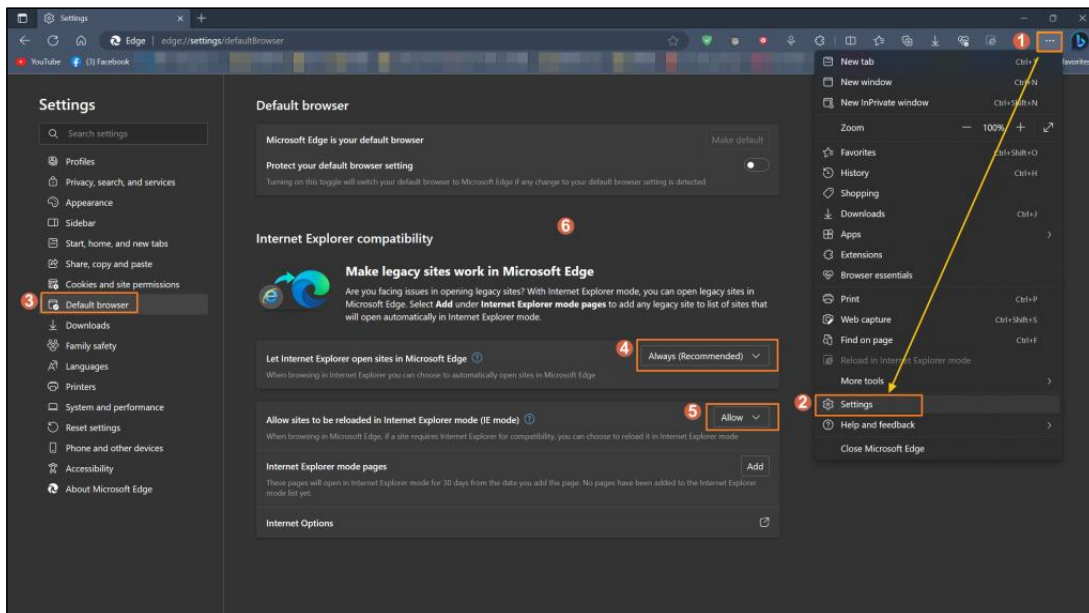 Settings
Edge | edge://settings/defaultBrowser
1
YouTube
(3) Facebook
favorites
Settings
Search settings
Profiles
Privacy, search, and services
Appearance
Sidebar
Start, home, and new tabs
Share, copy and paste
Cookies and site permissions
3
Default browser
Downloads
Family safety
Languages
Printers
System and performance
Reset settings
Phone and other devices
Accessibility
About Microsoft Edge
Default browser
Microsoft Edge is your default browser
Make default
Protect your default browser setting
Turning on this toggle will switch your default browser to Microsoft Edge if any change to your default browser setting is detected
6
Internet Explorer compatibility
Make legacy sites work in Microsoft Edge
Are you facing issues in opening legacy sites? With Internet Explorer mode, you can open legacy sites in
Microsoft Edge. Select Add under Internet Explorer mode pages to add any legacy site to list of sites that
will open automatically in Internet Explorer mode.
Let Internet Explorer open sites in Microsoft Edge
4
Always (Recommended)
When browsing in Internet Explorer you can choose to automatically open sites in Microsoft Edge
Allow sites to be reloaded in Internet Explorer mode (IE mode)
5
Allow
When browsing in Microsoft Edge, if a site requires Internet Explorer for compatibility, you can choose to reload it in Internet Explorer mode
Internet Explorer mode pages
Add
These pages will open in Internet Explorer mode for 30 days from the date you add the page. No pages have been added to the Internet Explorer
mode list yet.
Internet Options
New tab
New window Ctrl+N
New InPrivate window Ctrl+Shift+N
Zoom — 100% +
Favorites Ctrl+Shift+O
History Ctrl+H
Shopping
Downloads Ctrl+J
Apps
Extensions
Browser essentials
Print Ctrl+P
Web capture Ctrl+Shift+S
Find on page Ctrl+F
Reload in Internet Explorer mode
More tools
2
Settings
Help and feedback
Close Microsoft Edge